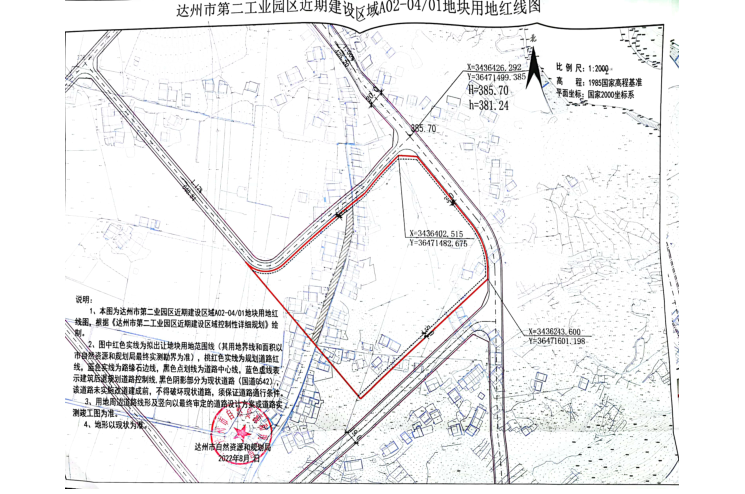 达州市第二工业园区近期建设区域A02-04/01地块用地红线图
北
X=3436426.292
Y=36471499.385
H=385.70
h=381.24
比 例 尺：1:2000
高    程：1985国家高程基准
平面坐标：国家2000坐标系
385.70
X=3436402.515
Y=36471482.675
X=3436243.600
Y=36471601.198
说明：
1、本图为达州市第二业园区近期建设区域A02-04/01地块用地红
线图，根据《达州市第二工业园区近期建设区域控制性详细规划》绘
制。
2、图中红色实线为拟出让地块用地范围线（其用地界线和面积以
市自然资源和规划局最终实测勘界为准），桃红色实线为规划道路红
线，蓝色实线为路缘石边线，黑色点划线为道路中心线，蓝色虚线表
示建筑后退规划道路控制线，黑色阴影部分为现状道路（国道G542），
该道路未实施改道建成前，不得破坏现状道路，须保证道路通行条件。
3、用地周边道路线形及竖向以最终审定的道路设计方案或道路实
测竣工图为准。
4、地形以现状为准。
达州市自然资源和规划局
2022年8月 日